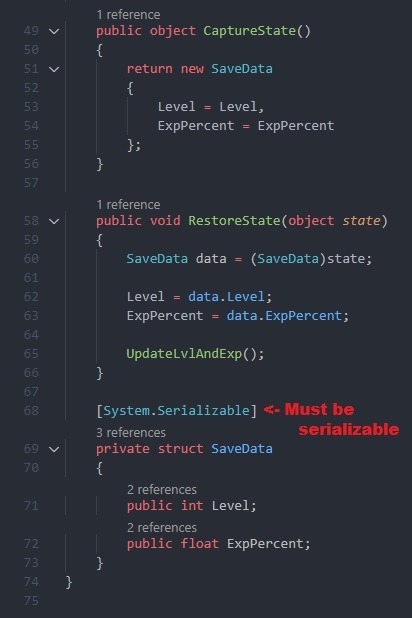 1 reference
49 public object CaptureState()
50 {
51 return new SaveData
52 {
53 Level = Level,
54 ExpPercent = ExpPercent
55 };
56 }
57
1 reference
58 public void RestoreState(object state)
59 {
60 SaveData data = (SaveData)state;
61
62 Level = data.Level;
63 ExpPercent = data.ExpPercent;
64
65 UpdateLvlAndExp();
66 }
67
68 [System.Serializable] <- Must be
serializable
3 references
69 private struct SaveData
70 {
2 references
71 public int Level;
2 references
72 public float ExpPercent;
73 }
74 }
75